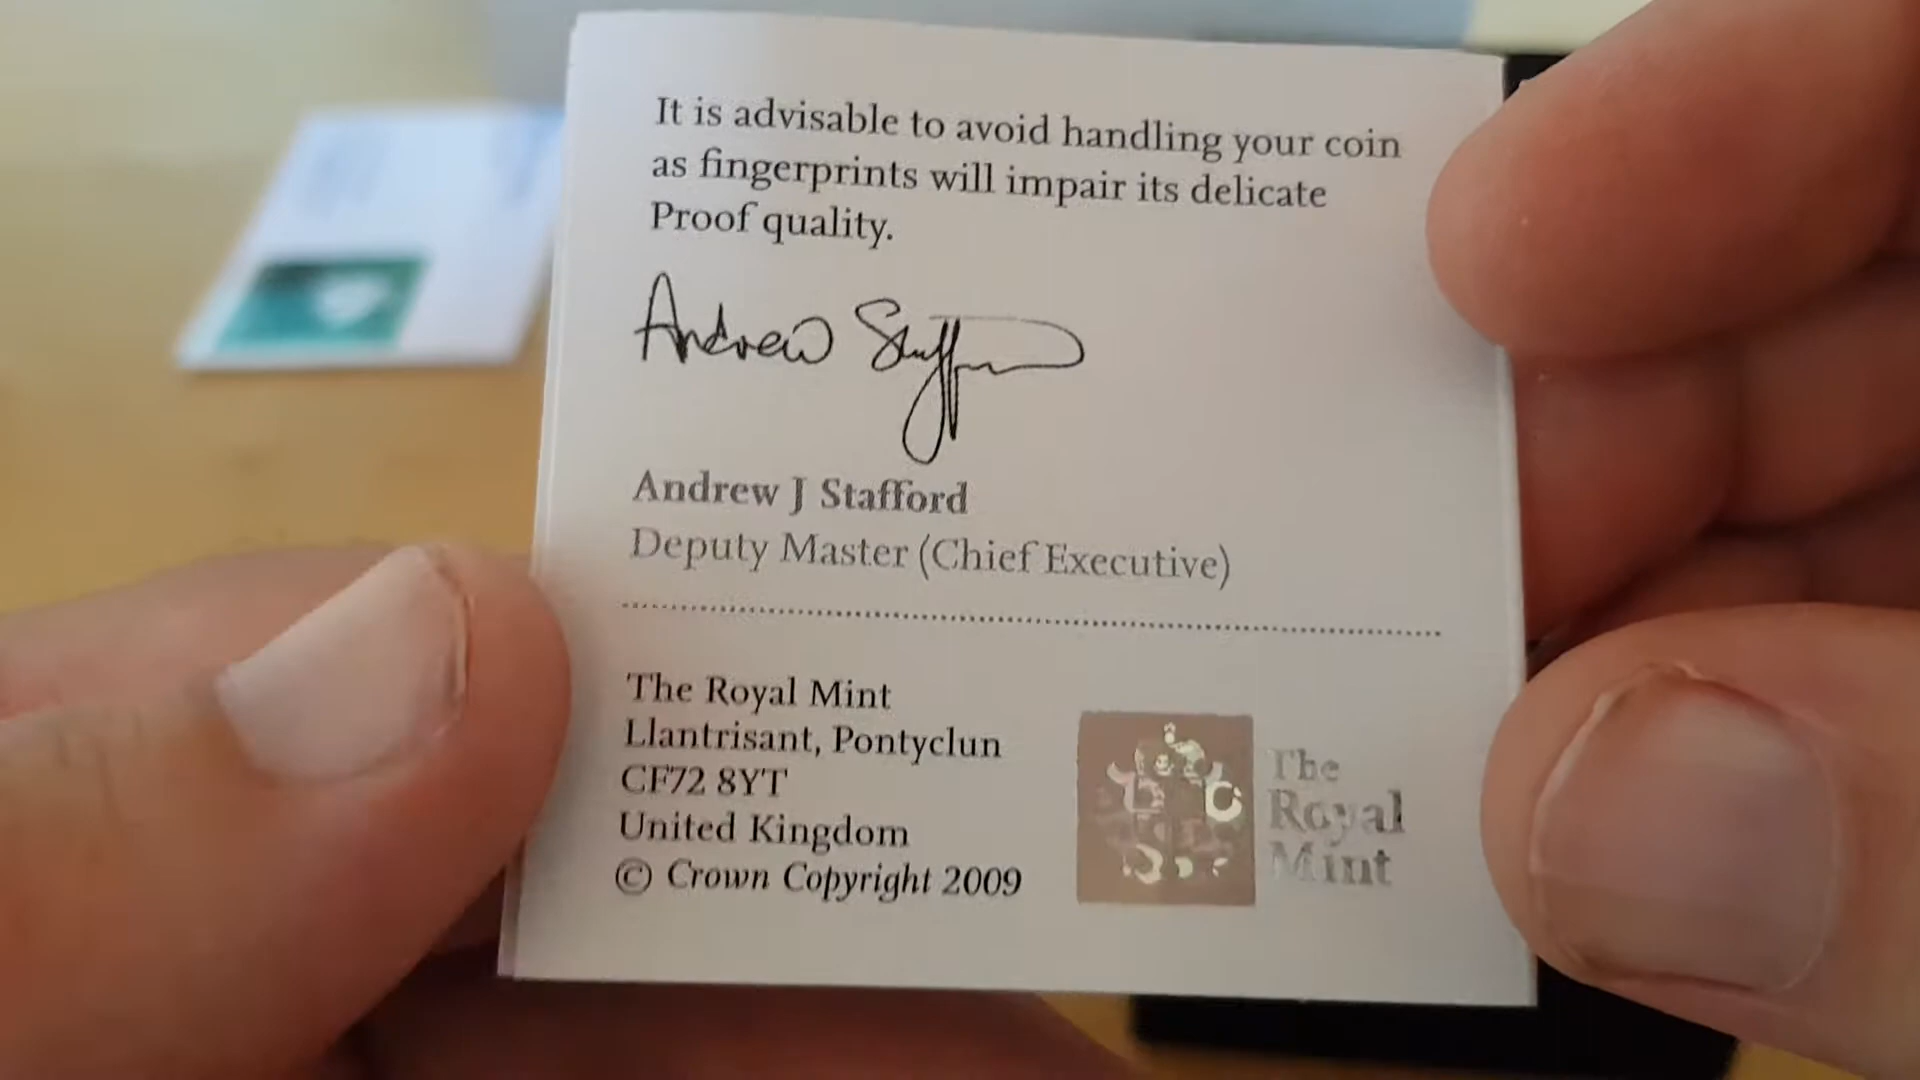 It is advisable to avoid handling your coin
as fingerprints will impair its delicate
Proof quality.
Andrew Stafford
Andrew J Stafford
Deputy Master (Chief Executive)
The Royal Mint
Llantrisant, Pontyclun
CF72 8YT
United Kingdom
© Crown Copyright 2009
The
Royal
Mint